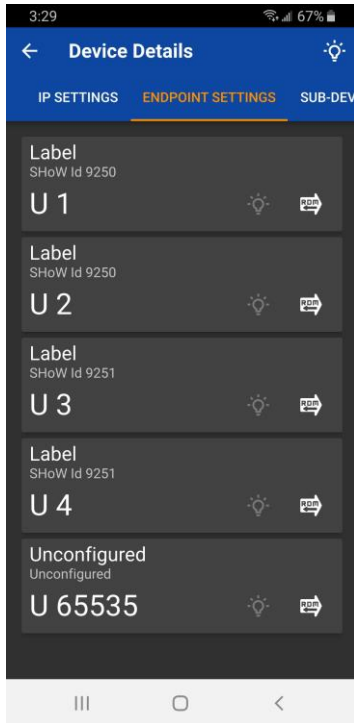 3:29
67%
Device Details
IP SETTINGS ENDPOINT SETTINGS SUB-DEV
Label
SHoW Id 9250
U 1
RDM
Label
SHoW Id 9250
U 2
RDM
Label
SHoW Id 9251
U 3
RDM
Label
SHoW Id 9251
U 4
RDM
Unconfigured
Unconfigured
U 65535
RDM